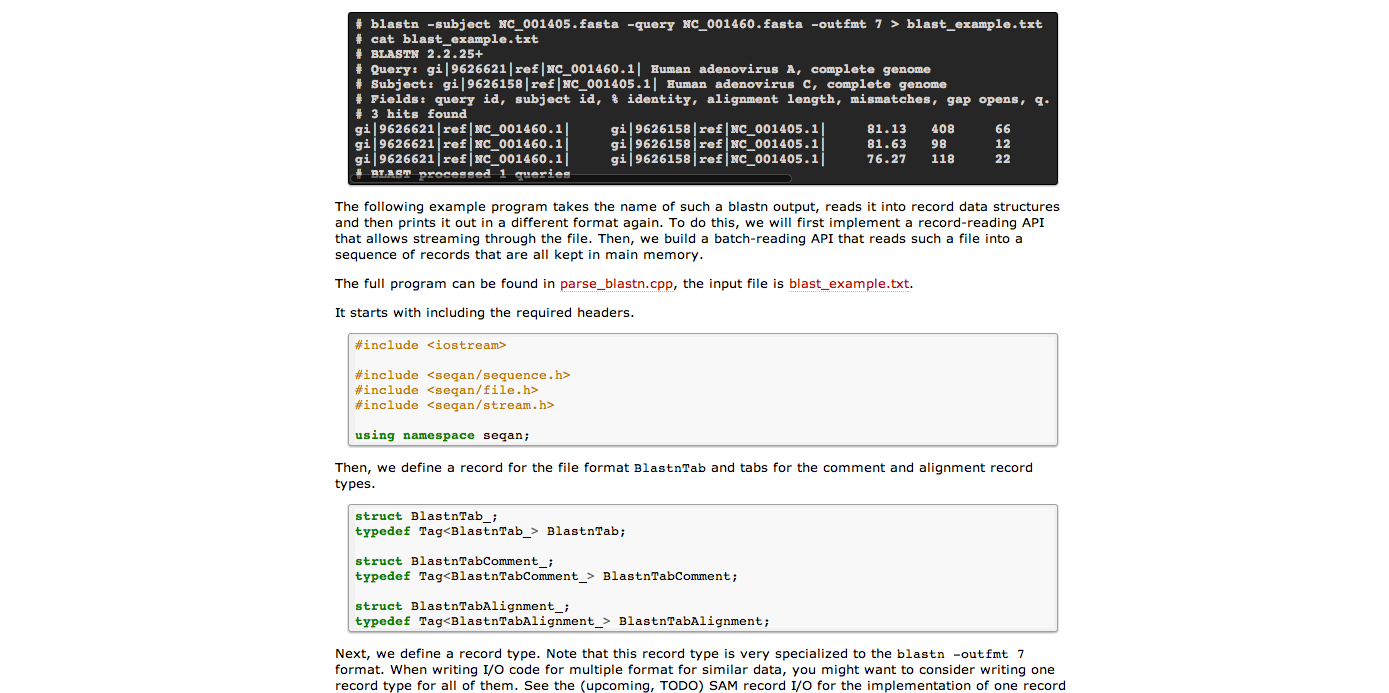 # blastn -subject NC_001405.fasta -query NC_001460.fasta -outfmt 7 > blast_example.txt
# cat blast_example.txt
# BLASTN 2.2.25+
# Query: gi|9626621|ref|NC_001460.1| Human adenovirus A, complete genome
# Subject: gi|9626158|ref|NC_001405.1| Human adenovirus C, complete genome
# Fields: query id, subject id, % identity, alignment length, mismatches, gap opens, q.
# 3 hits found
gi|9626621|ref|NC_001460.1| gi|9626158|ref|NC_001405.1| 81.13 408 66
gi|9626621|ref|NC_001460.1| gi|9626158|ref|NC_001405.1| 81.63 98 12
gi|9626621|ref|NC_001460.1| gi|9626158|ref|NC_001405.1| 76.27 118 22
# BLAST processed 1 queries
The following example program takes the name of such a blastn output, reads it into record data structures
and then prints it out in a different format again. To do this, we will first implement a record-reading API
that allows streaming through the file. Then, we build a batch-reading API that reads such a file into a
sequence of records that are all kept in main memory.
The full program can be found in parse_blastn.cpp, the input file is blast_example.txt.
It starts with including the required headers.
#include <iostream>
#include <seqan/sequence.h>
#include <seqan/file.h>
#include <seqan/stream.h>
using namespace seqan;
Then, we define a record for the file format BlastnTab and tabs for the comment and alignment record
types.
struct BlastnTab_;
typedef Tag<BlastnTab_> BlastnTab;
struct BlastnTabComment_;
typedef Tag<BlastnTabComment_> BlastnTabComment;
struct BlastnTabAlignment_;
typedef Tag<BlastnTabAlignment_> BlastnTabAlignment;
Next, we define a record type. Note that this record type is very specialized to the blastn -outfmt 7
format. When writing I/O code for multiple format for similar data, you might want to consider writing one
record type for all of them. See the (upcoming, TODO) SAM record I/O for the implementation of one record